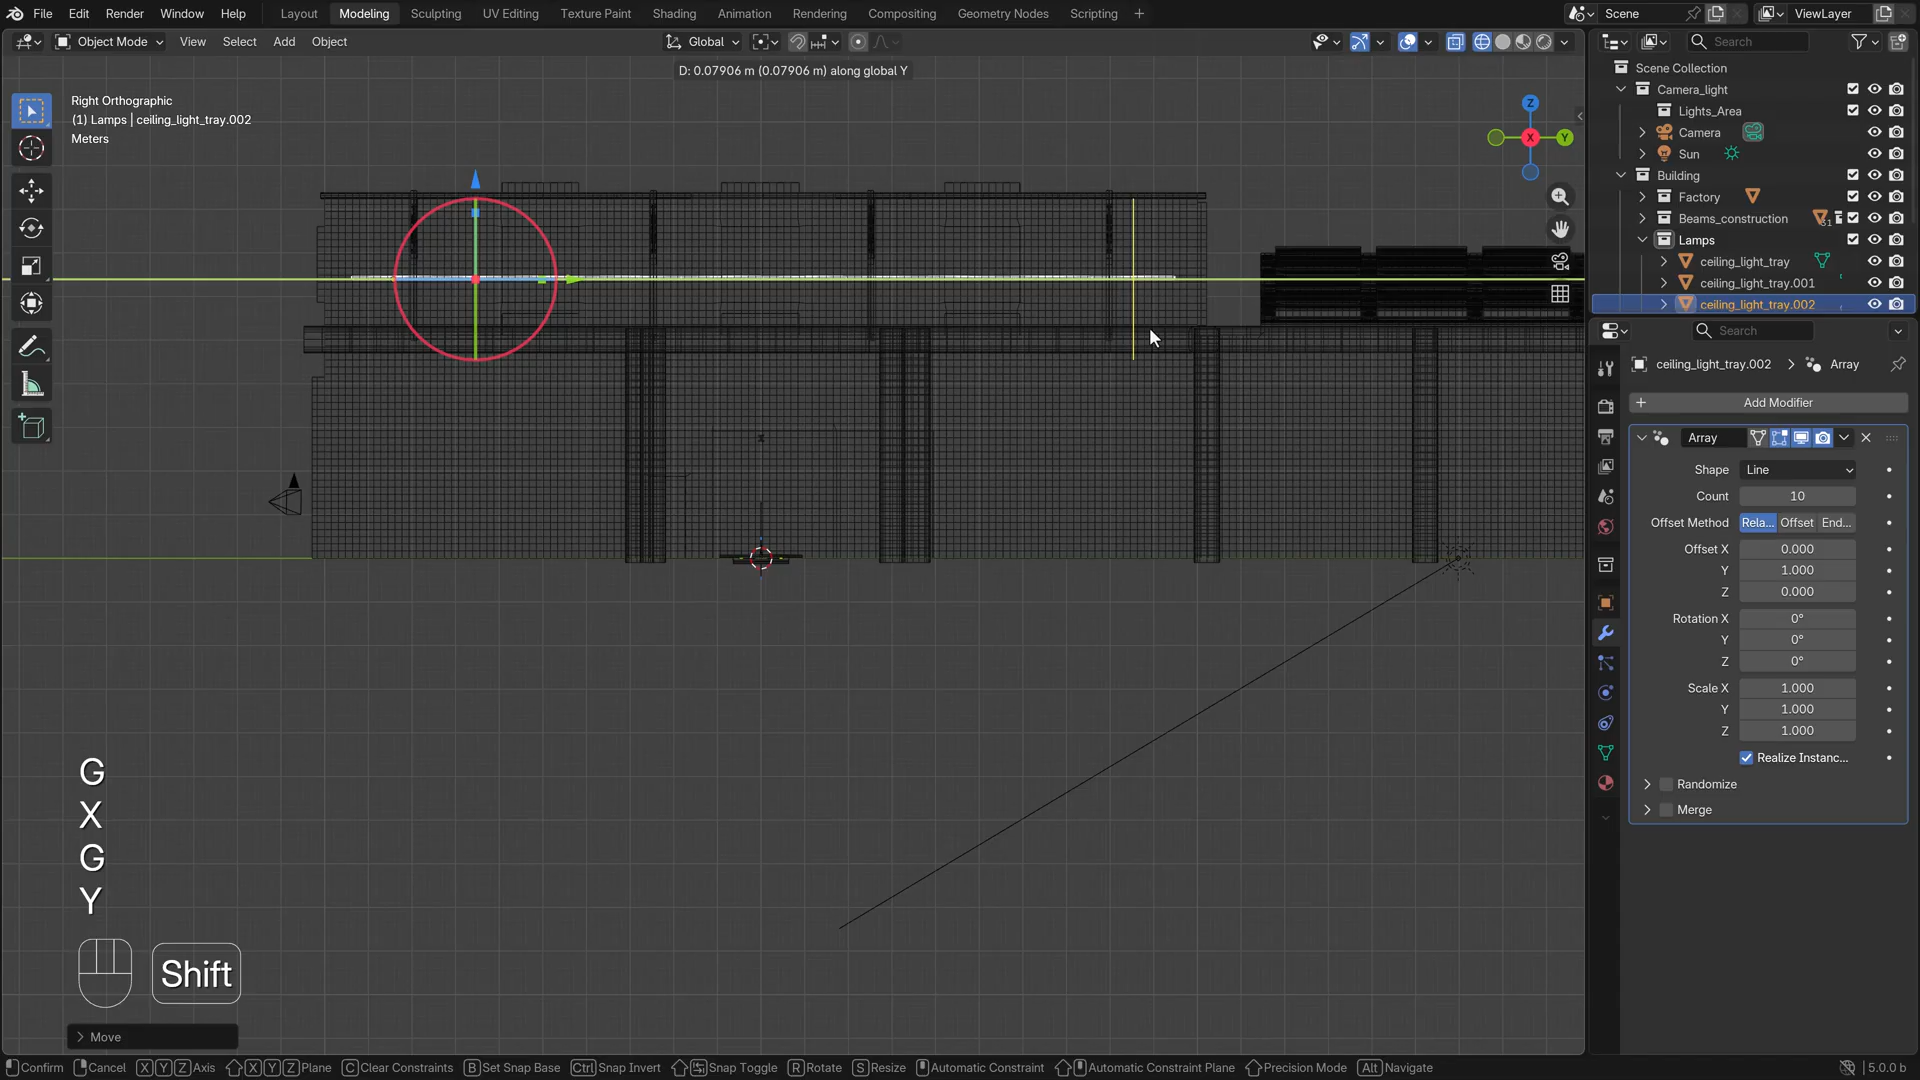 File Edit Render Window Help Layout Modeling Sculpting UV Editing Texture Paint Shading Animation Rendering Compositing Geometry Nodes Scripting + Scene ViewLayer
Object Mode View Select Add Object Global Search
D: 0.07906 m (0.07906 m) along global Y
Right Orthographic
(1) Lamps | ceiling_light_tray.002
Meters
Z
Y
X
Scene Collection
Camera_light
Lights_Area
Camera
Sun
Building
Factory
Beams_construction
Lamps
ceiling_light_tray
ceiling_light_tray.001
ceiling_light_tray.002
Search
ceiling_light_tray.002 > Array
+ Add Modifier
Array
Shape Line
Count 10
Offset Method Rela... Offset End...
Offset X 0.000
Y 1.000
Z 0.000
Rotation X 0°
Y 0°
Z 0°
Scale X 1.000
Y 1.000
Z 1.000
Realize Instanc...
Randomize
Merge
G
X
G
Y
Shift
Move
Confirm Cancel X Y Z Axis X Y Z Plane C Clear Constraints B Set Snap Base Ctrl Snap Invert Snap Toggle R Rotate S Resize Automatic Constraint Automatic Constraint Plane Precision Mode Alt Navigate 5.0.0 b